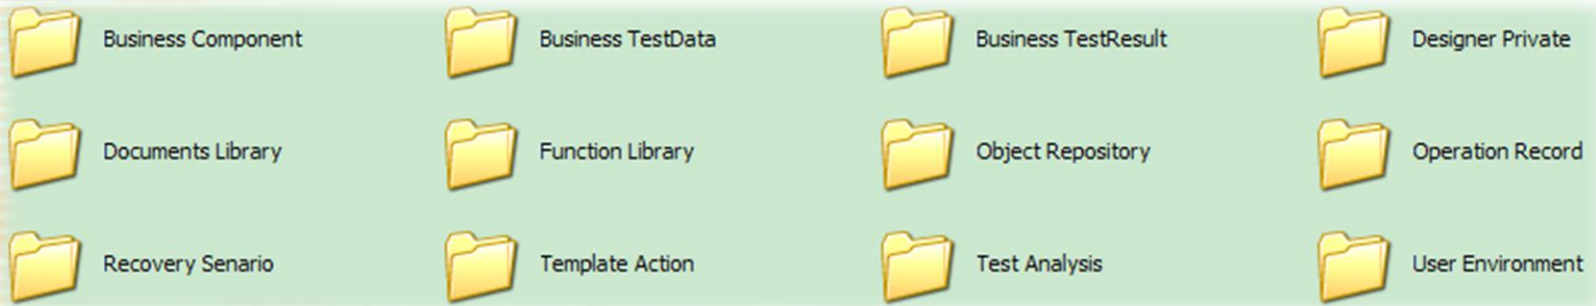 Business Component
Business TestData
Business TestResult
Designer Private
Documents Library
Function Library
Object Repository
Operation Record
Recovery Senario
Template Action
Test Analysis
User Environment